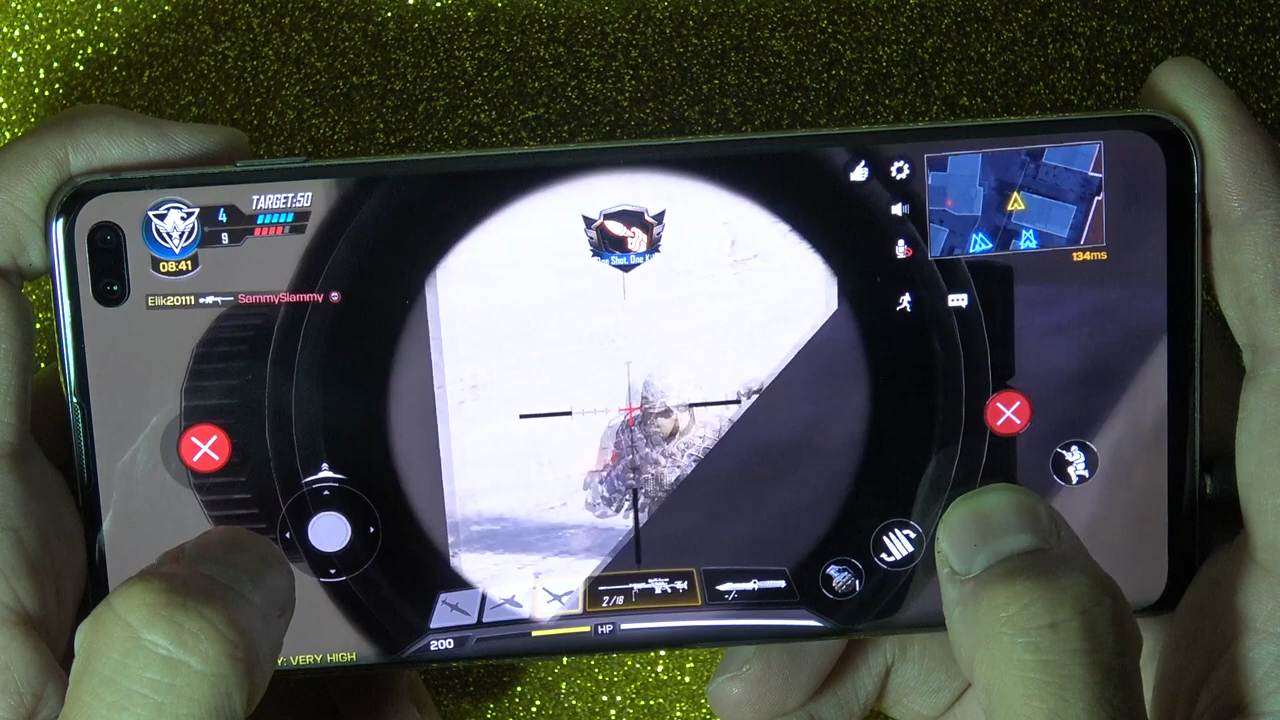 TARGET:50
4
9
08:41
Elik20111 SammySlammy
One Shot, One Kill
134ms
2/18
-/-
1
200
HP
Y: VERY HIGH